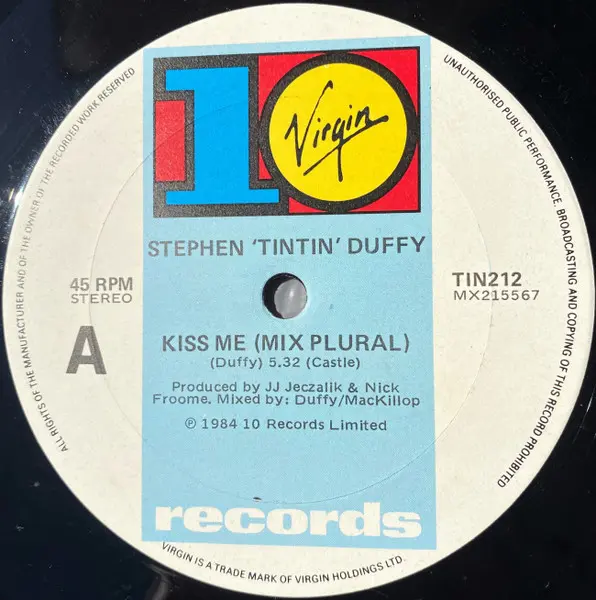 10
Virgin
STEPHEN 'TINTIN' DUFFY
45 RPM
STEREO
TIN212
MX215567
A
KISS ME (MIX PLURAL)
(Duffy) 5.32 (Castle)
Produced by JJ Jeczalik & Nick
Froome. Mixed by: Duffy/MacKillop
℗ 1984 10 Records Limited
records
ALL RIGHTS OF THE MANUFACTURER AND OF THE OWNER OF THE RECORDED WORK RESERVED
UNAUTHORISED PUBLIC PERFORMANCE, BROADCASTING AND COPYING OF THIS RECORD PROHIBITED
VIRGIN IS A TRADE MARK OF VIRGIN HOLDINGS LTD.